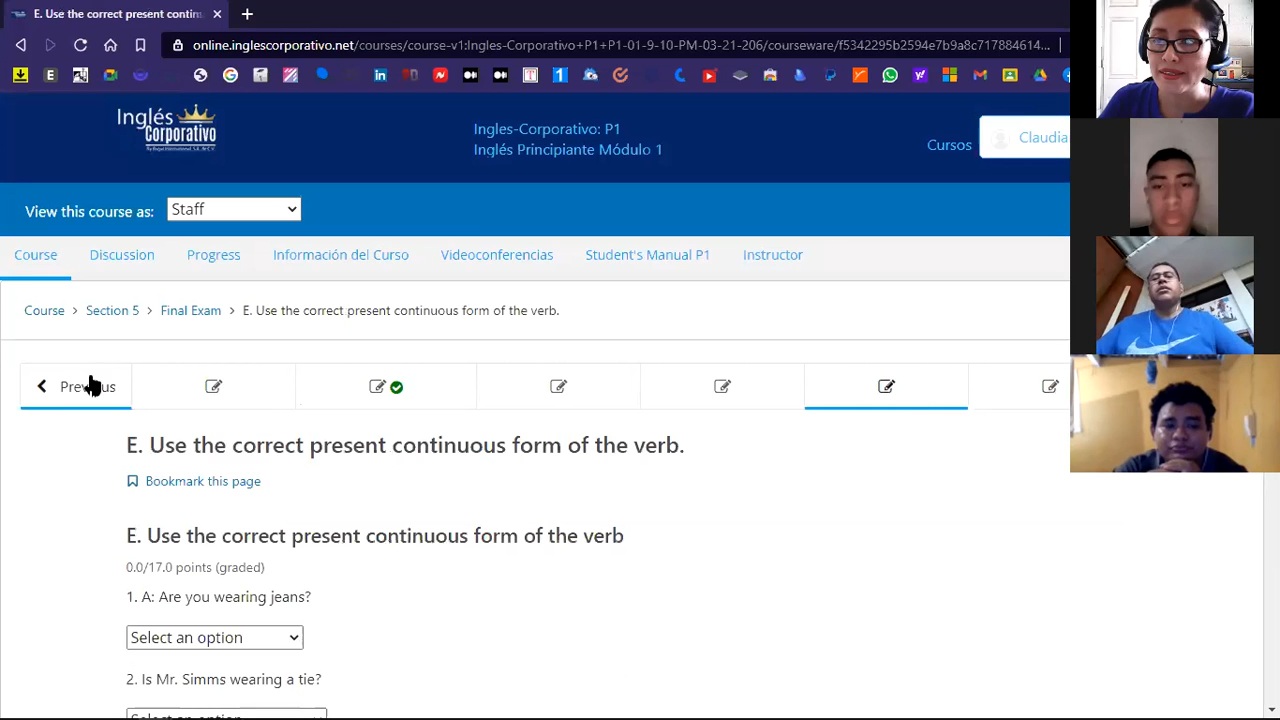 E. Use the correct present contin
online.inglescorporativo.net/courses/course-v1:Ingles-Corporativo+P1+P1-01-9-10-PM-03-21-206/courseware/f5342295b2594e7b9a8c717884614...
Inglés
Corporativo
Ingles-Corporativo: P1
Inglés Principiante Módulo 1
Cursos
Claudia
View this course as:
Staff
Course
Discussion
Progress
Información del Curso
Videoconferencias
Student's Manual P1
Instructor
Course > Section 5 > Final Exam > E. Use the correct present continuous form of the verb.
Previous
E. Use the correct present continuous form of the verb.
Bookmark this page
E. Use the correct present continuous form of the verb
0.0/17.0 points (graded)
1. A: Are you wearing jeans?
Select an option
2. Is Mr. Simms wearing a tie?
Select an option